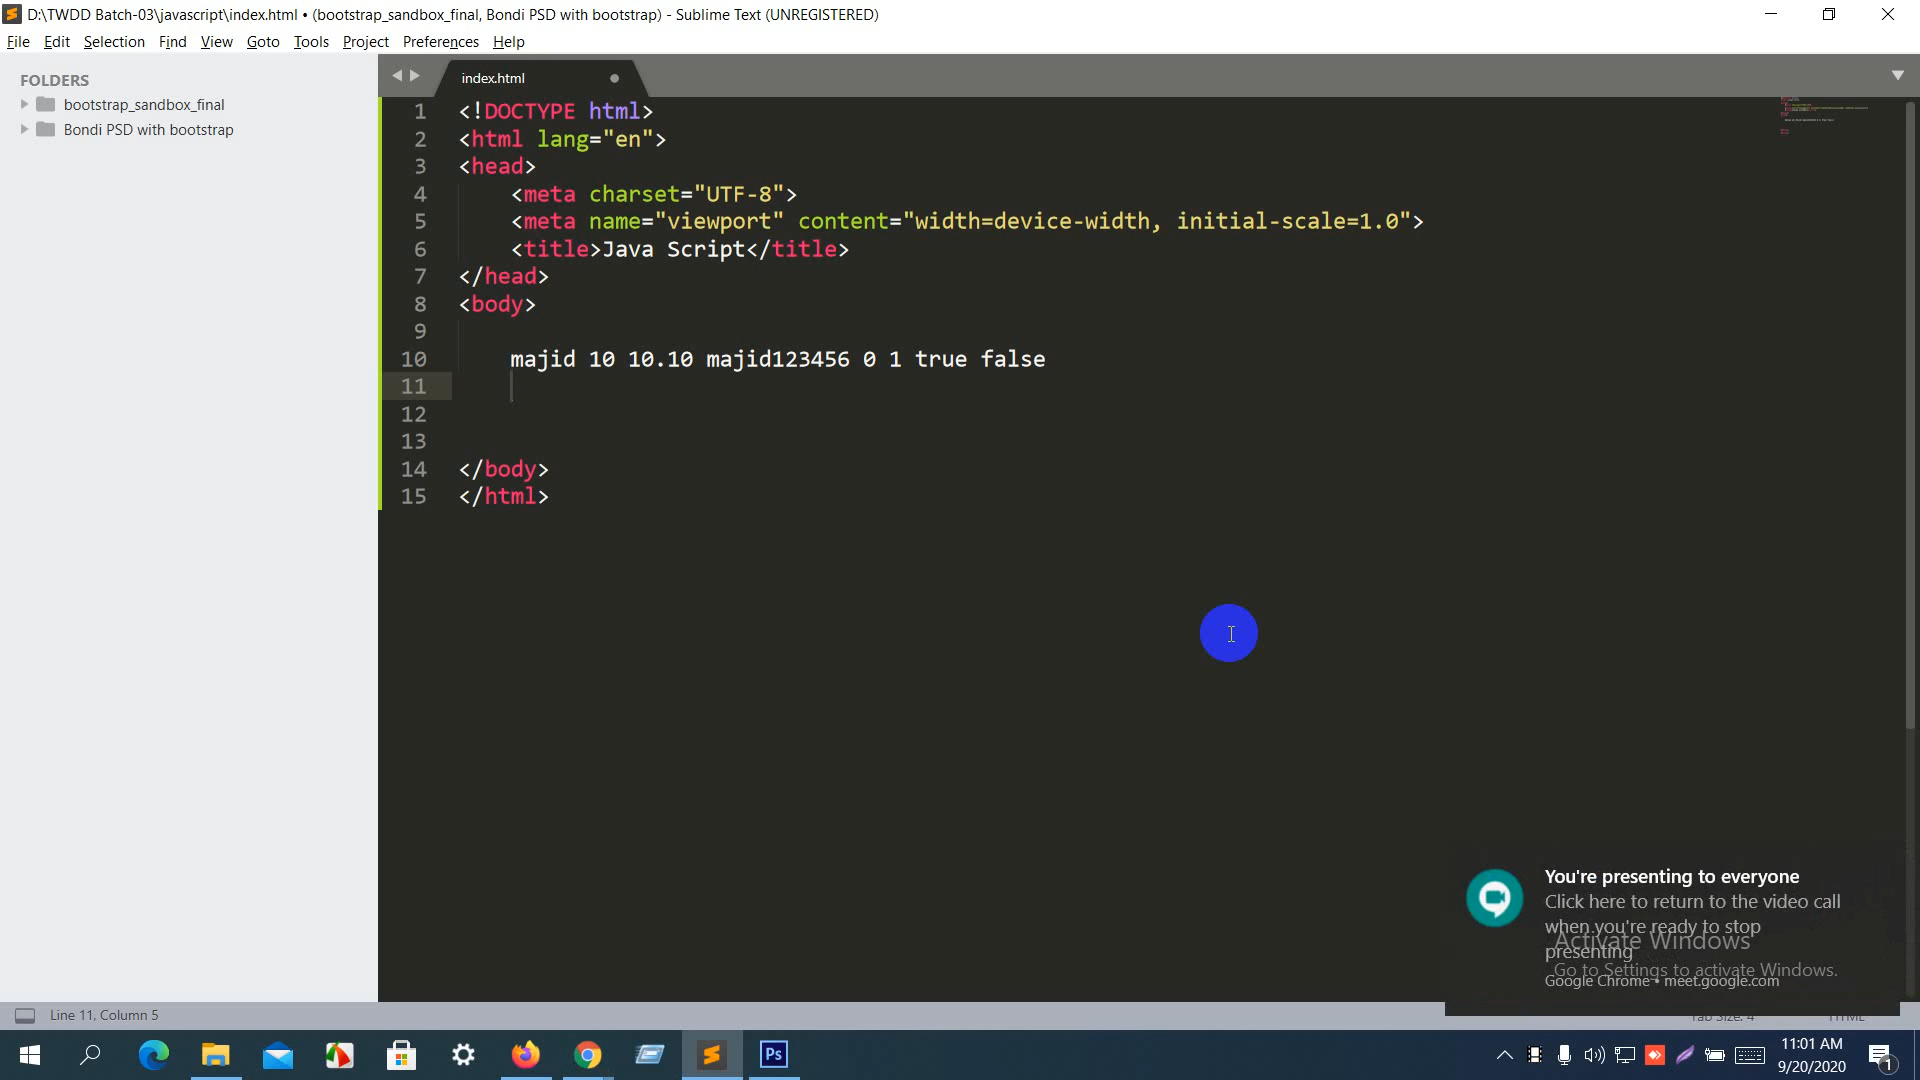 D:\TWDD Batch-03\javascript\index.html • (bootstrap_sandbox_final, Bondi PSD with bootstrap) - Sublime Text (UNREGISTERED)
File Edit Selection Find View Goto Tools Project Preferences Help
FOLDERS
bootstrap_sandbox_final
Bondi PSD with bootstrap
index.html
1 <!DOCTYPE html>
2 <html lang="en">
3 <head>
4 <meta charset="UTF-8">
5 <meta name="viewport" content="width=device-width, initial-scale=1.0">
6 <title>Java Script</title>
7 </head>
8 <body>
9
10 majid 10 10.10 majid123456 0 1 true false
11
12
13
14 </body>
15 </html>
You're presenting to everyone
Click here to return to the video call
when you're ready to stop
presenting
Google Chrome • meet.google.com
Activate Windows
Go to Settings to activate Windows.
Line 11, Column 5
Tab Size: 4
HTML
Ps
11:01 AM
9/20/2020
1